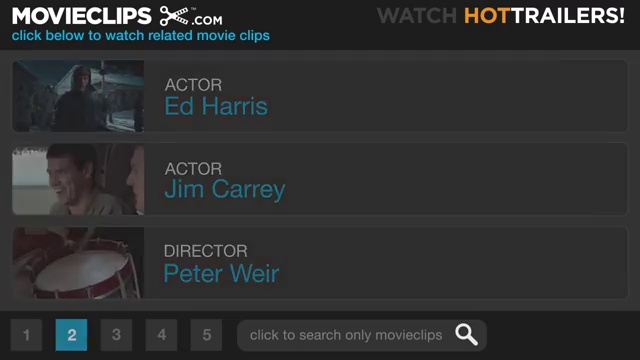 MOVIECLIPS .COM
WATCH HOTTRAILERS!
click below to watch related movie clips
ACTOR
Ed Harris
ACTOR
Jim Carrey
DIRECTOR
Peter Weir
1 2 3 4 5 click to search only movieclips